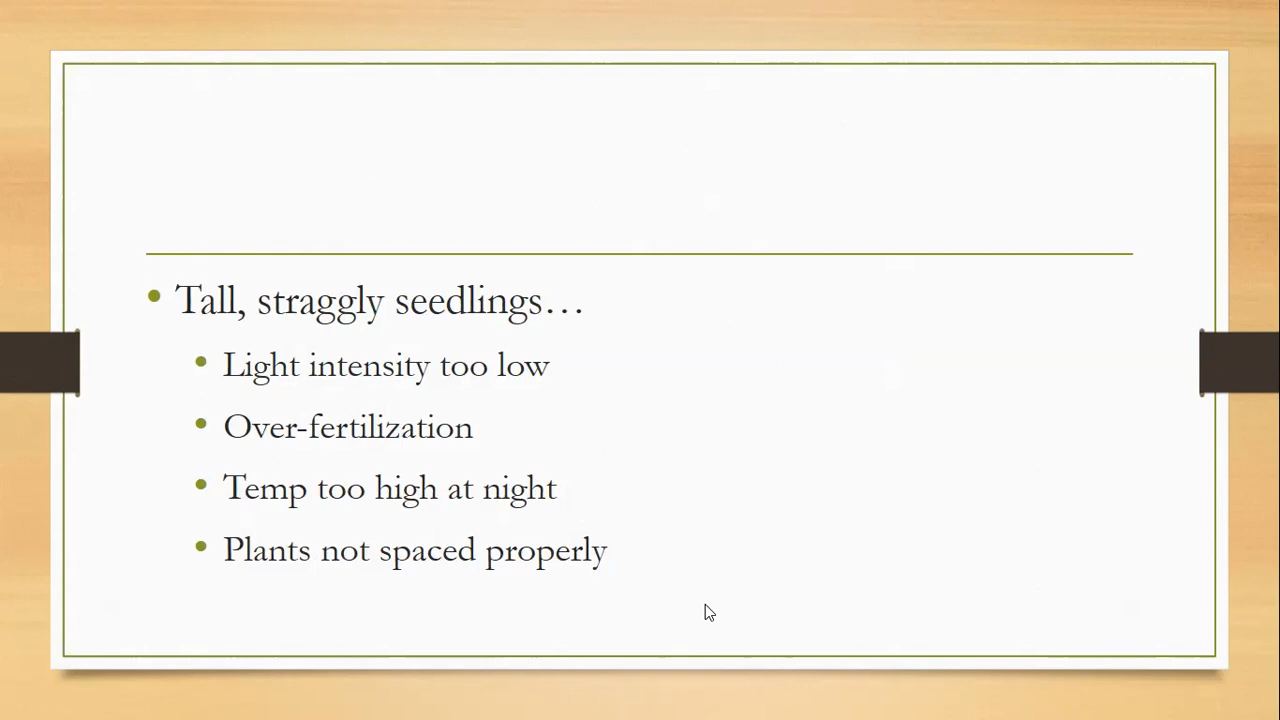 Tall, straggly seedlings…
Light intensity too low
Over-fertilization
Temp too high at night
Plants not spaced properly